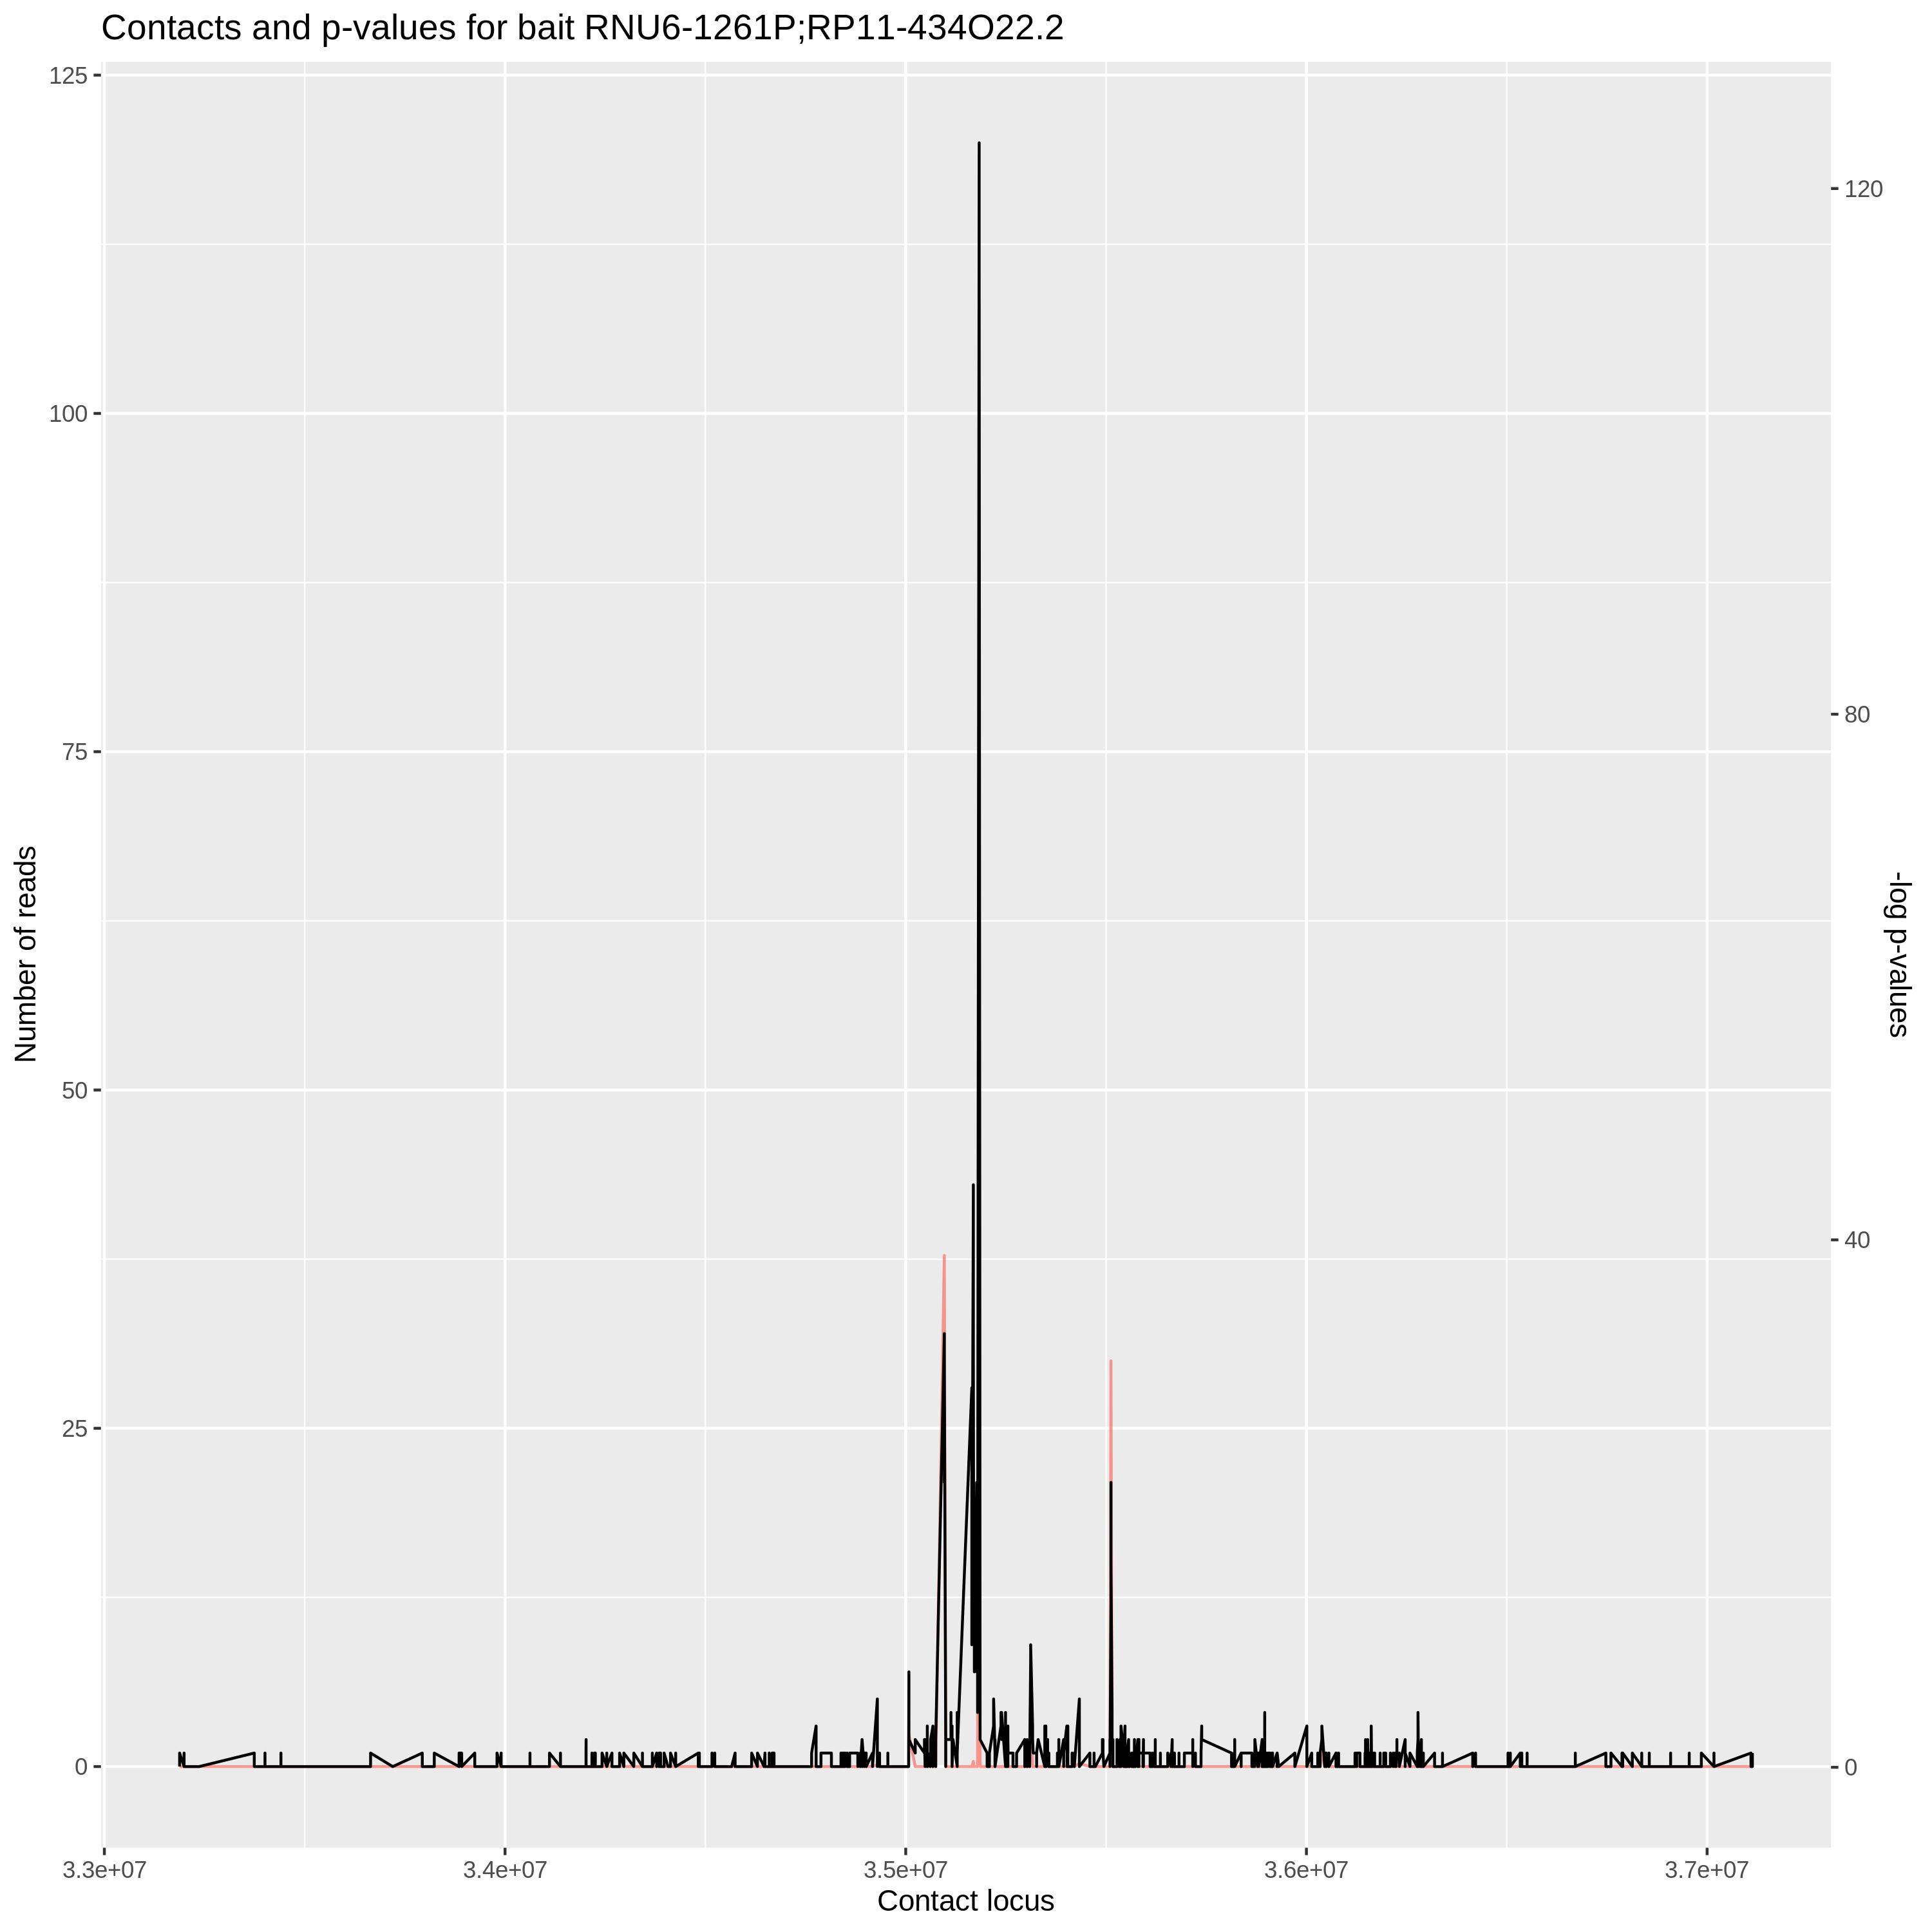 Contacts and p-values for bait RNU6-1261P;RP11-434O22.2
125
100
75
50
25
0
Number of reads
120
80
40
0
-log p-values
3.3e+07
3.4e+07
3.5e+07
3.6e+07
3.7e+07
Contact locus